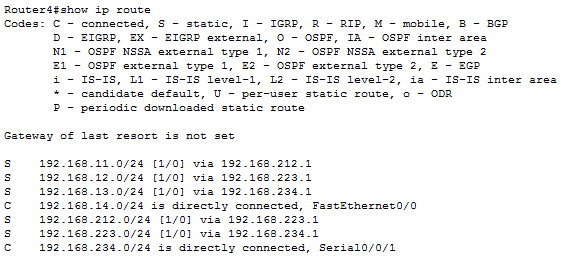 Router4#show ip route
Codes: C - connected, S - static, I - IGRP, R - RIP, M - mobile, B - BGP
D - EIGRP, EX - EIGRP external, O - OSPF, IA - OSPF inter area
N1 - OSPF NSSA external type 1, N2 - OSPF NSSA external type 2
E1 - OSPF external type 1, E2 - OSPF external type 2, E - EGP
i - IS-IS, L1 - IS-IS level-1, L2 - IS-IS level-2, ia - IS-IS inter area
* - candidate default, U - per-user static route, o - ODR
P - periodic downloaded static route
Gateway of last resort is not set
S 192.168.11.0/24 [1/0] via 192.168.212.1
S 192.168.12.0/24 [1/0] via 192.168.223.1
S 192.168.13.0/24 [1/0] via 192.168.234.1
C 192.168.14.0/24 is directly connected, FastEthernet0/0
S 192.168.212.0/24 [1/0] via 192.168.223.1
S 192.168.223.0/24 [1/0] via 192.168.234.1
C 192.168.234.0/24 is directly connected, Serial0/0/1